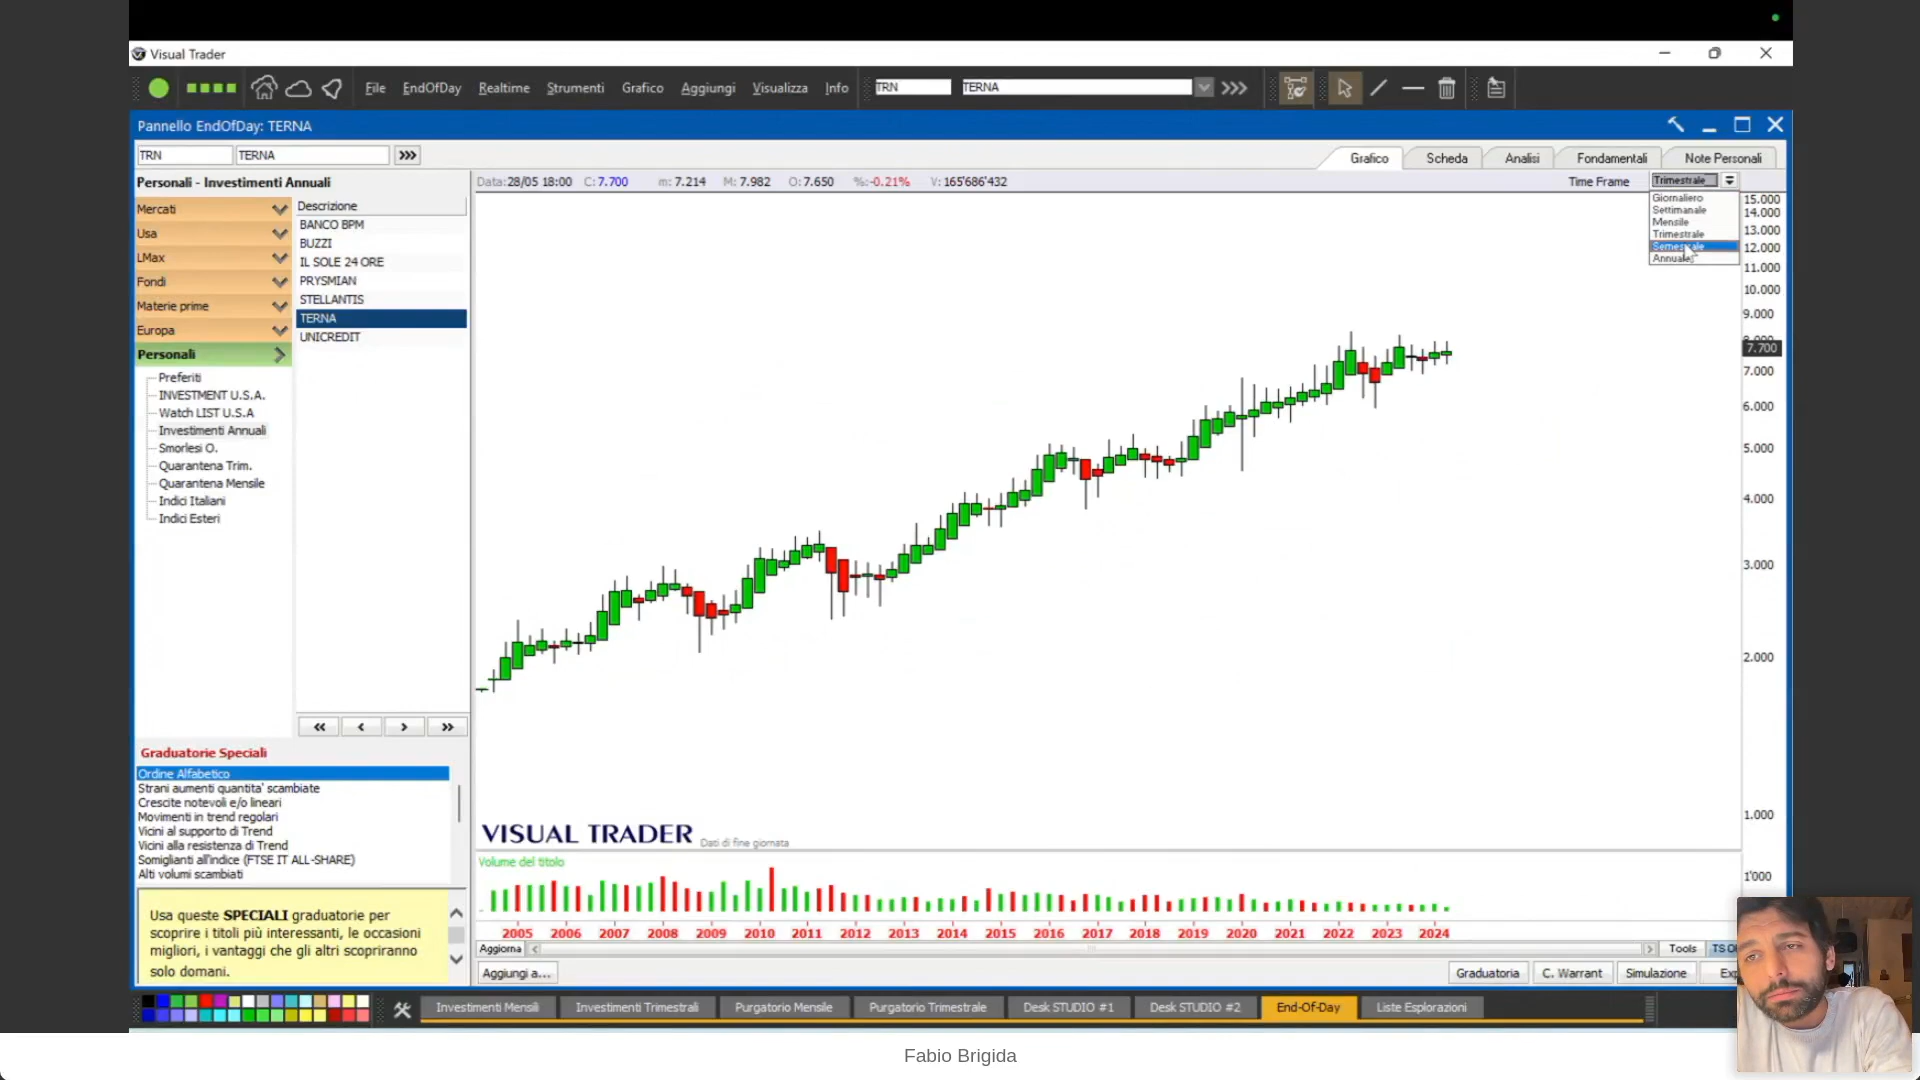 Visual Trader
File EndOfDay Realtime Strumenti Grafico Aggiungi Visualizza Info TRN TERNA
Pannello EndOfDay: TERNA
TRN TERNA
Grafico Scheda Analisi Fondamentali Note Personali
Personali - Investimenti Annuali
Data:28/05 18:00 C:7.700 m:7.214 M:7.982 O:7.650 %:-0.21% V:165'686'432
Time Frame Trimestrale
Giornaliero
Settimanale
Mensile
Trimestrale
Semestrale
Annuale
Mercati
Usa
LMax
Fondi
Materie prime
Europa
Personali
Preferiti
INVESTMENT U.S.A.
Watch LIST U.S.A
Investimenti Annuali
Smorlesi O.
Quarantena Trim.
Quarantena Mensile
Indici Italiani
Indici Esteri
Descrizione
BANCO BPM
BUZZI
IL SOLE 24 ORE
PRYSMIAN
STELLANTIS
TERNA
UNICREDIT
15.000
14.000
13.000
12.000
11.000
10.000
9.000
7.700
7.000
6.000
5.000
4.000
3.000
2.000
1.000
VISUAL TRADER Dati di fine giornata
Volume del titolo
1'000
2005 2006 2007 2008 2009 2010 2011 2012 2013 2014 2015 2016 2017 2018 2019 2020 2021 2022 2023 2024
Graduatorie Speciali
Ordine Alfabetico
Strani aumenti quantita' scambiate
Crescite notevoli e/o lineari
Movimenti in trend regolari
Vicini al supporto di Trend
Vicini alla resistenza di Trend
Somiglianti all'indice (FTSE IT ALL-SHARE)
Alti volumi scambiati
Usa queste SPECIALI graduatorie per
scoprire i titoli più interessanti, le occasioni
migliori, i vantaggi che gli altri scopriranno
solo domani.
Aggiorna Tools
Aggiungi a... Graduatoria C. Warrant Simulazione
Investimenti Mensili Investimenti Trimestrali Purgatorio Mensile Purgatorio Trimestrale Desk STUDIO #1 Desk STUDIO #2 End-Of-Day Liste Esplorazioni
Fabio Brigida